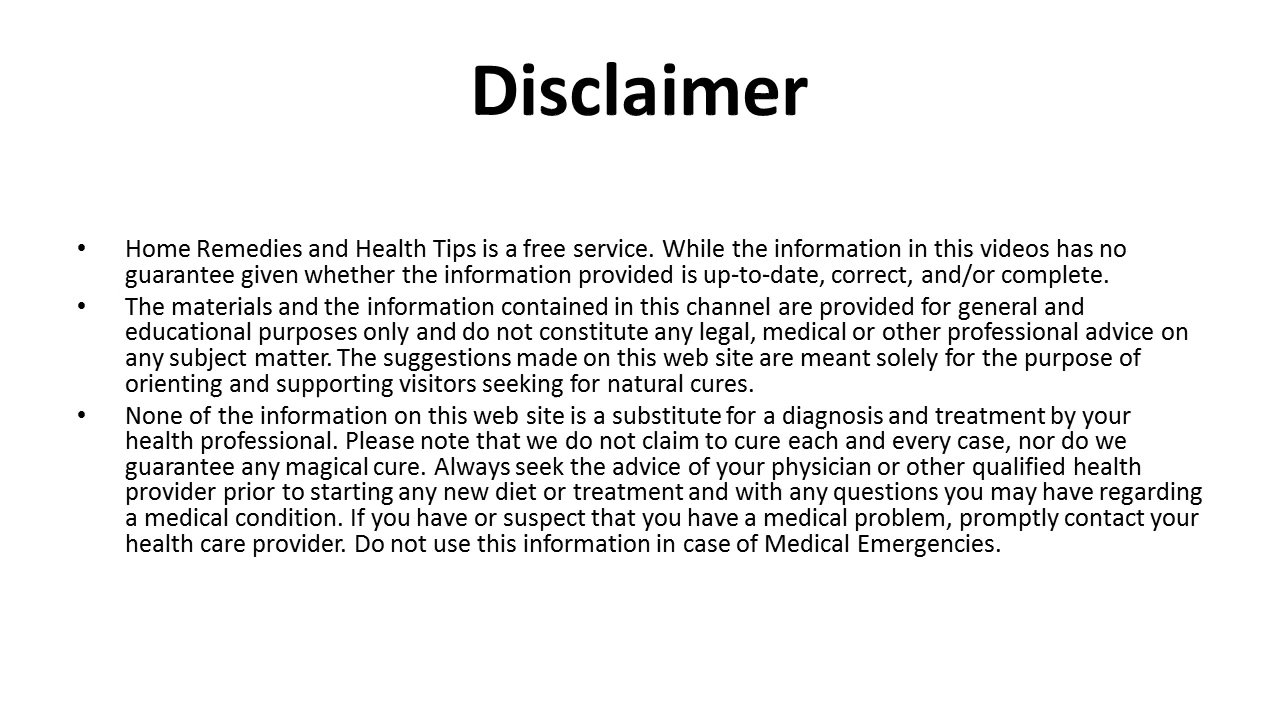 Disclaimer
• Home Remedies and Health Tips is a free service. While the information in this videos has no
guarantee given whether the information provided is up-to-date, correct, and/or complete.
• The materials and the information contained in this channel are provided for general and
educational purposes only and do not constitute any legal, medical or other professional advice on
any subject matter. The suggestions made on this web site are meant solely for the purpose of
orienting and supporting visitors seeking for natural cures.
• None of the information on this web site is a substitute for a diagnosis and treatment by your
health professional. Please note that we do not claim to cure each and every case, nor do we
guarantee any magical cure. Always seek the advice of your physician or other qualified health
provider prior to starting any new diet or treatment and with any questions you may have regarding
a medical condition. If you have or suspect that you have a medical problem, promptly contact your
health care provider. Do not use this information in case of Medical Emergencies.